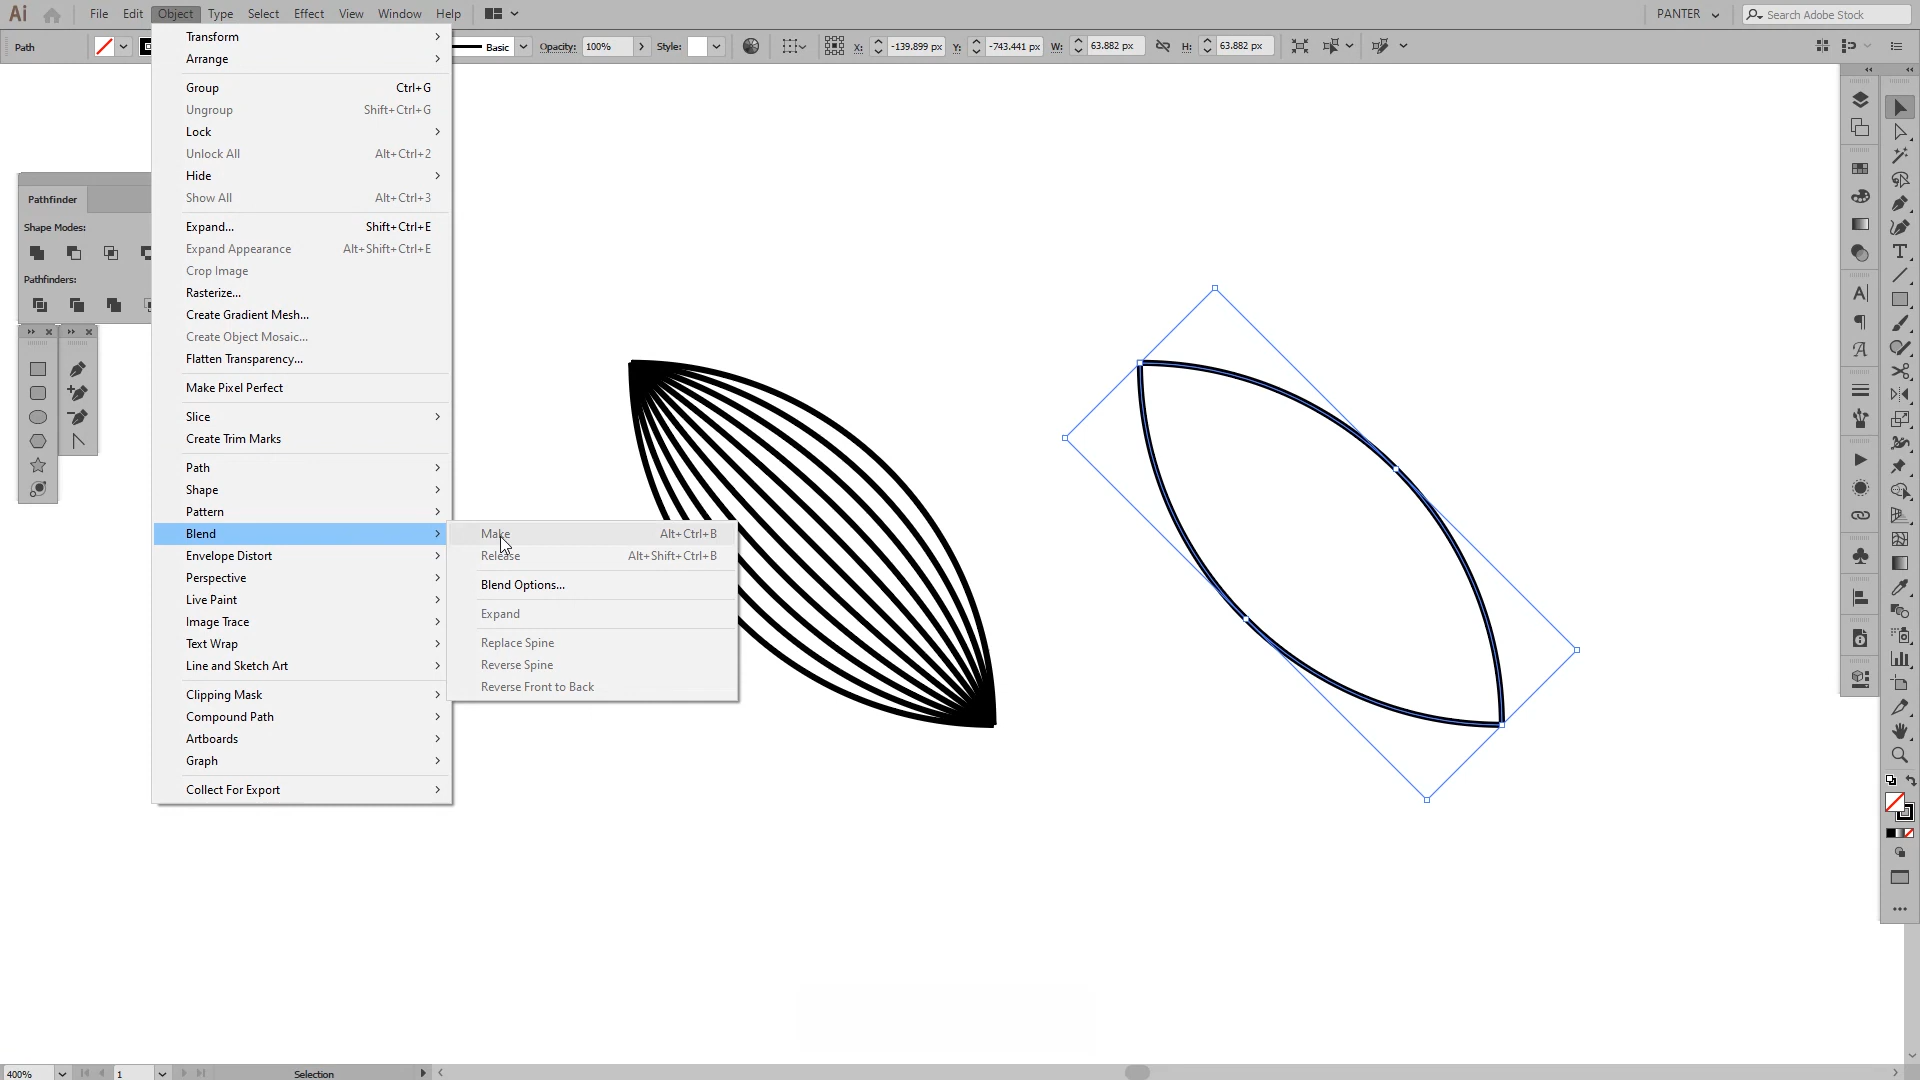 Ai
File Edit Object Type Select Effect View Window Help
PANTER
Search Adobe Stock
Path
Basic
Opacity: 100%
Style:
X: -139.899 px
Y: -743.441 px
W: 63.882 px
H: 63.882 px
Transform
Arrange
Group Ctrl+G
Ungroup Shift+Ctrl+G
Lock
Unlock All Alt+Ctrl+2
Hide
Show All Alt+Ctrl+3
Expand... Shift+Ctrl+E
Expand Appearance Alt+Shift+Ctrl+E
Crop Image
Rasterize...
Create Gradient Mesh...
Create Object Mosaic...
Flatten Transparency...
Make Pixel Perfect
Slice
Create Trim Marks
Path
Shape
Pattern
Blend
Envelope Distort
Perspective
Live Paint
Image Trace
Text Wrap
Line and Sketch Art
Clipping Mask
Compound Path
Artboards
Graph
Collect For Export
Make Alt+Ctrl+B
Release Alt+Shift+Ctrl+B
Blend Options...
Expand
Replace Spine
Reverse Spine
Reverse Front to Back
Pathfinder
Shape Modes:
Pathfinders:
400%
1
Selection